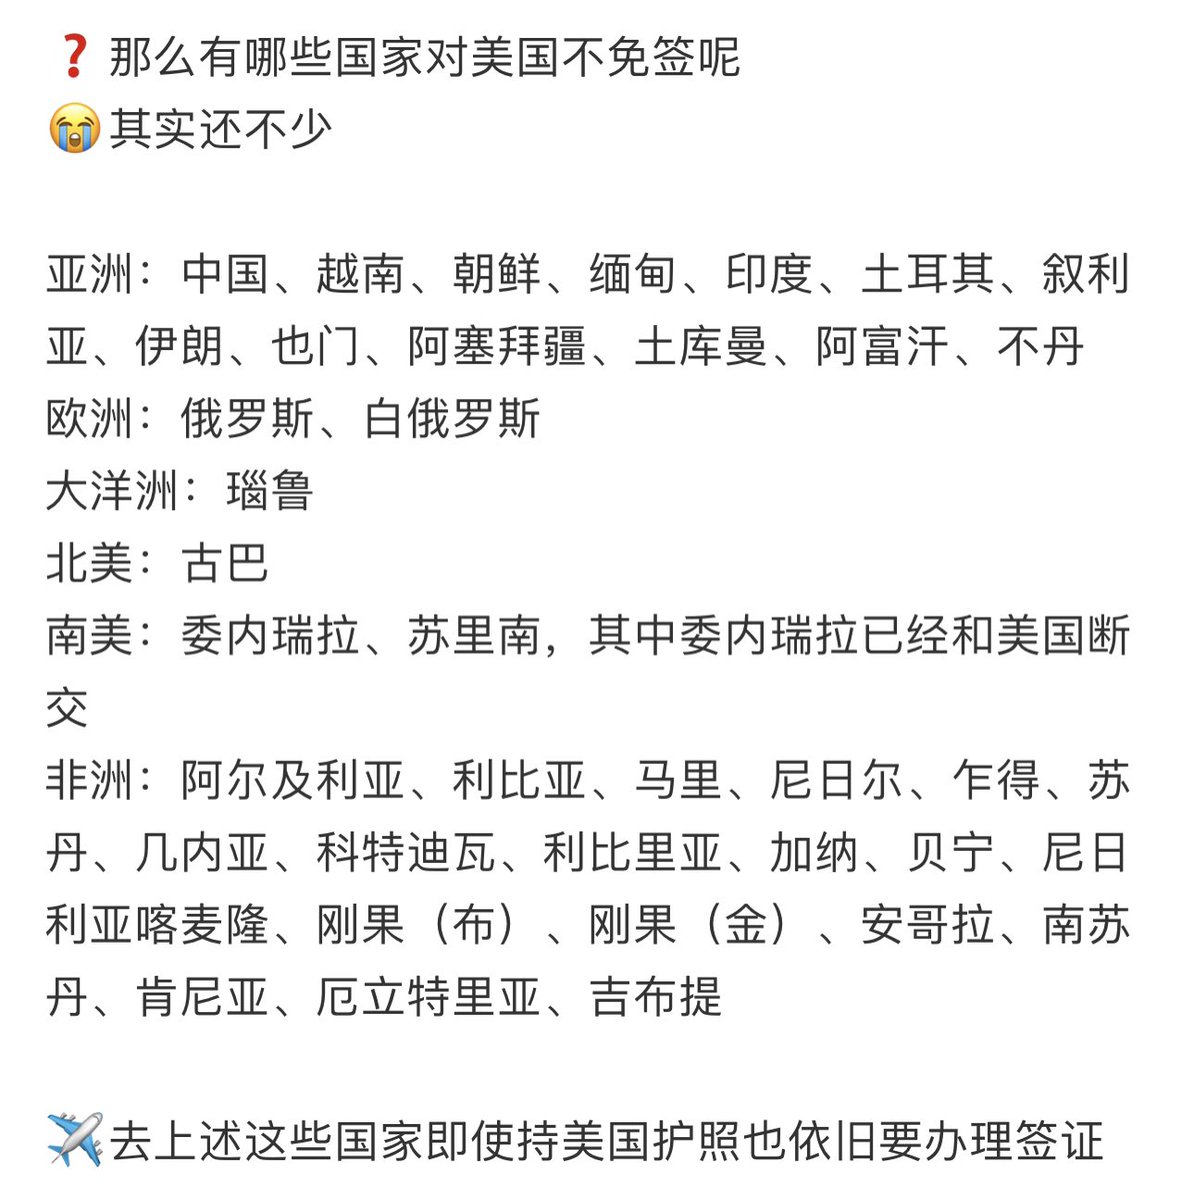 ❓那么有哪些国家对美国不免签呢
😭其实还不少
亚洲：中国、越南、朝鲜、缅甸、印度、土耳其、叙利
亚、伊朗、也门、阿塞拜疆、土库曼、阿富汗、不丹
欧洲：俄罗斯、白俄罗斯
大洋洲：瑙鲁
北美：古巴
南美：委内瑞拉、苏里南，其中委内瑞拉已经和美国断
交
非洲：阿尔及利亚、利比亚、马里、尼日尔、乍得、苏
丹、几内亚、科特迪瓦、利比里亚、加纳、贝宁、尼日
利亚喀麦隆、刚果（布）、刚果（金）、安哥拉、南苏
丹、肯尼亚、厄立特里亚、吉布提
✈️去上述这些国家即使持美国护照也依旧要办理签证